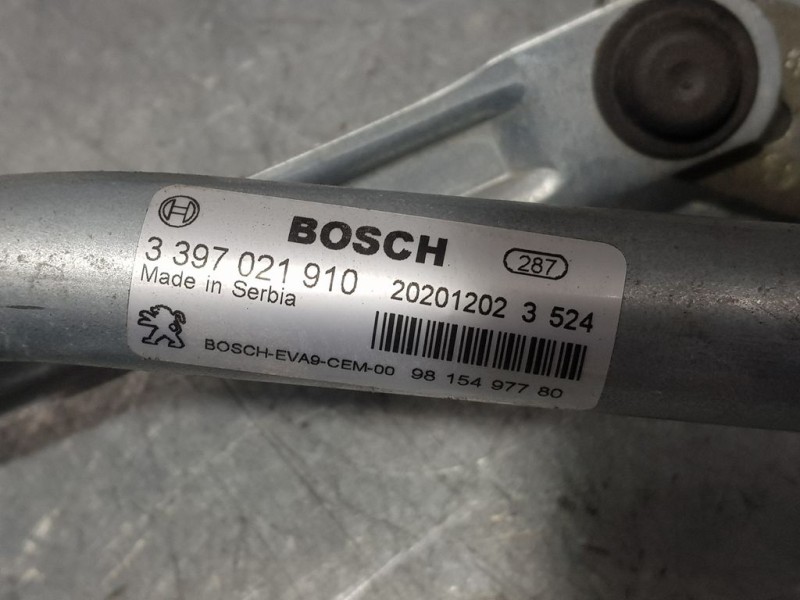 BOSCH
287
3 397 021 910
20201202 3 524
Made in Serbia
BOSCH-EVA9-CEM-00 98 154 977 80